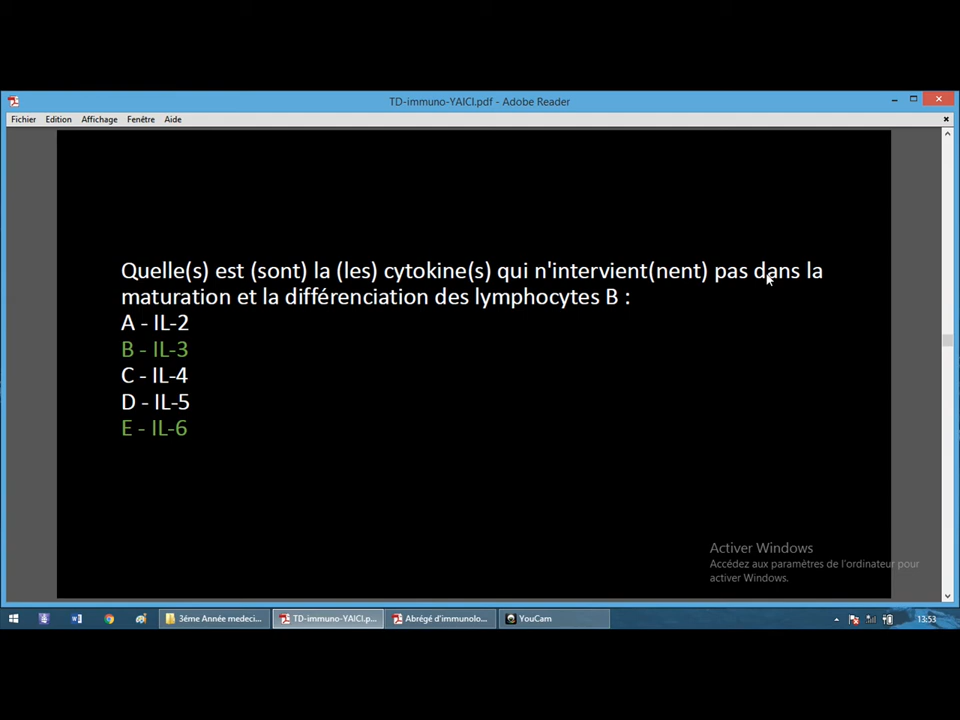 TD-immuno-YAICI.pdf - Adobe Reader
Fichier Edition Affichage Fenêtre Aide
Quelle(s) est (sont) la (les) cytokine(s) qui n'intervient(nent) pas dans la
maturation et la différenciation des lymphocytes B :
A - IL-2
B - IL-3
C - IL-4
D - IL-5
E - IL-6
Activer Windows
Accédez aux paramètres de l'ordinateur pour
activer Windows.
3éme Année medeci... TD-immuno-YAICI.p... Abrégé d'immunolo... YouCam 13:53